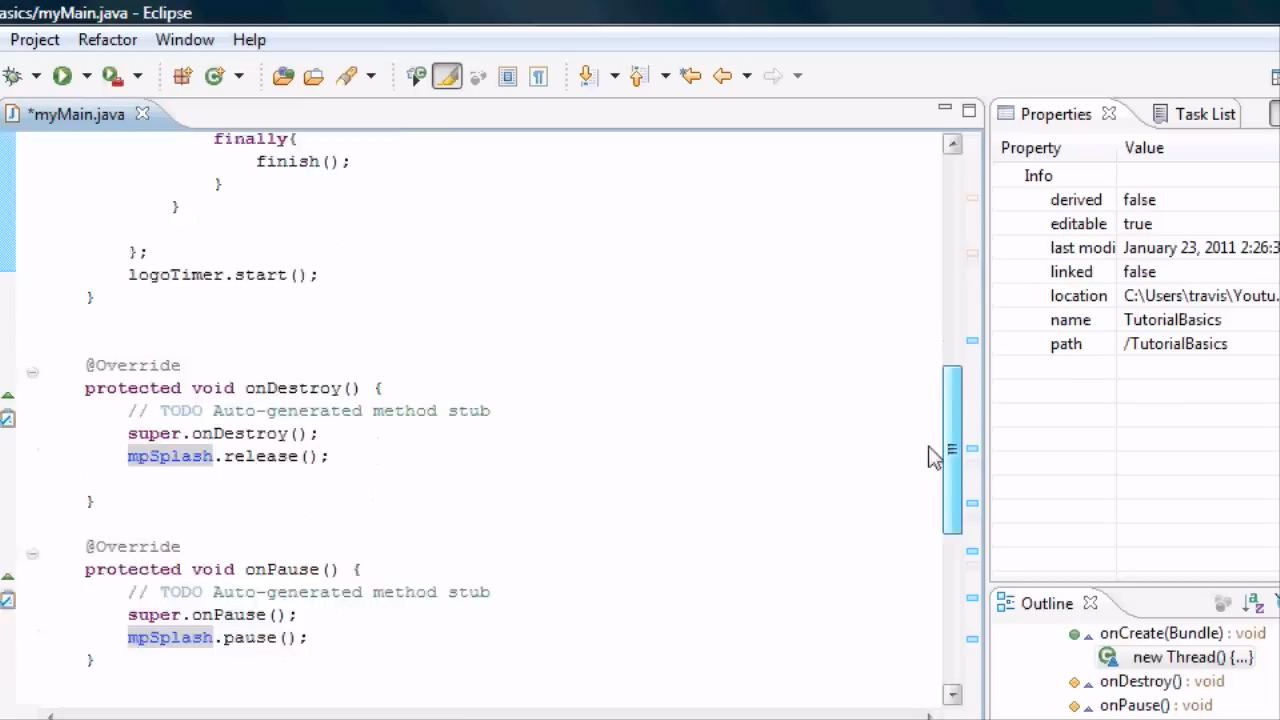 asics/myMain.java - Eclipse
Project Refactor Window Help
*myMain.java
Properties Task List
Property Value
Info
derived false
editable true
last modi January 23, 2011 2:26:3
linked false
location C:\Users\travis\Youtu.
name TutorialBasics
path /TutorialBasics
finally{
finish();
}
}
};
logoTimer.start();
}
@Override
protected void onDestroy() {
// TODO Auto-generated method stub
super.onDestroy();
mpSplash.release();
}
@Override
protected void onPause() {
// TODO Auto-generated method stub
super.onPause();
mpSplash.pause();
}
Outline
onCreate(Bundle) : void
new Thread() {...}
onDestroy() : void
onPause() : void